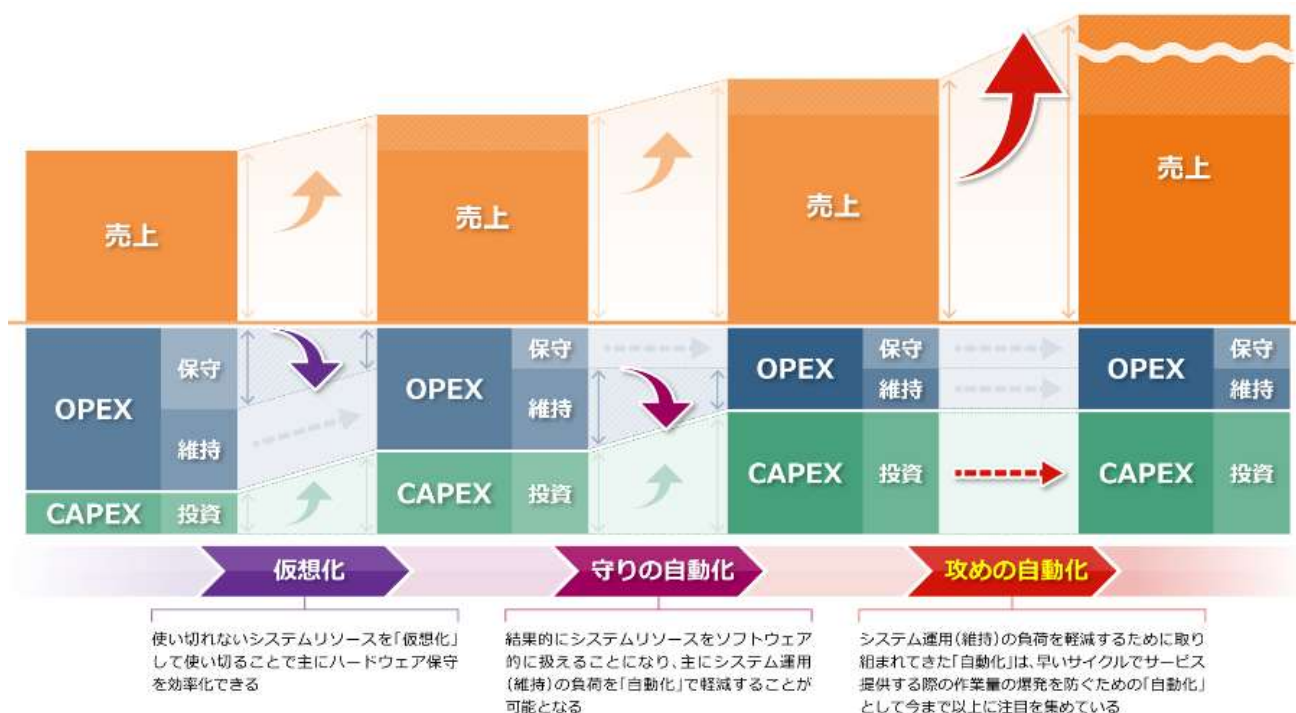 売上
売上
売上
売上
OPEX
保守
維持
CAPEX
投資
OPEX
保守
維持
CAPEX
投資
OPEX
保守
維持
CAPEX
投資
OPEX
保守
維持
CAPEX
投資
仮想化
守りの自動化
攻めの自動化
使い切れないシステムリソースを「仮想化」
して使い切ることで主にハードウェア保守
を効率化できる
結果的にシステムリソースをソフトウェア
的に扱えることになり、主にシステム運用
(維持)の負荷を「自動化」で軽減することが
可能となる
システム運用(維持)の負荷を軽減するために取り
組まれてきた「自動化」は、早いサイクルでサービス
提供する際の作業量の爆発を防ぐための「自動化」
として今まで以上に注目を集めている